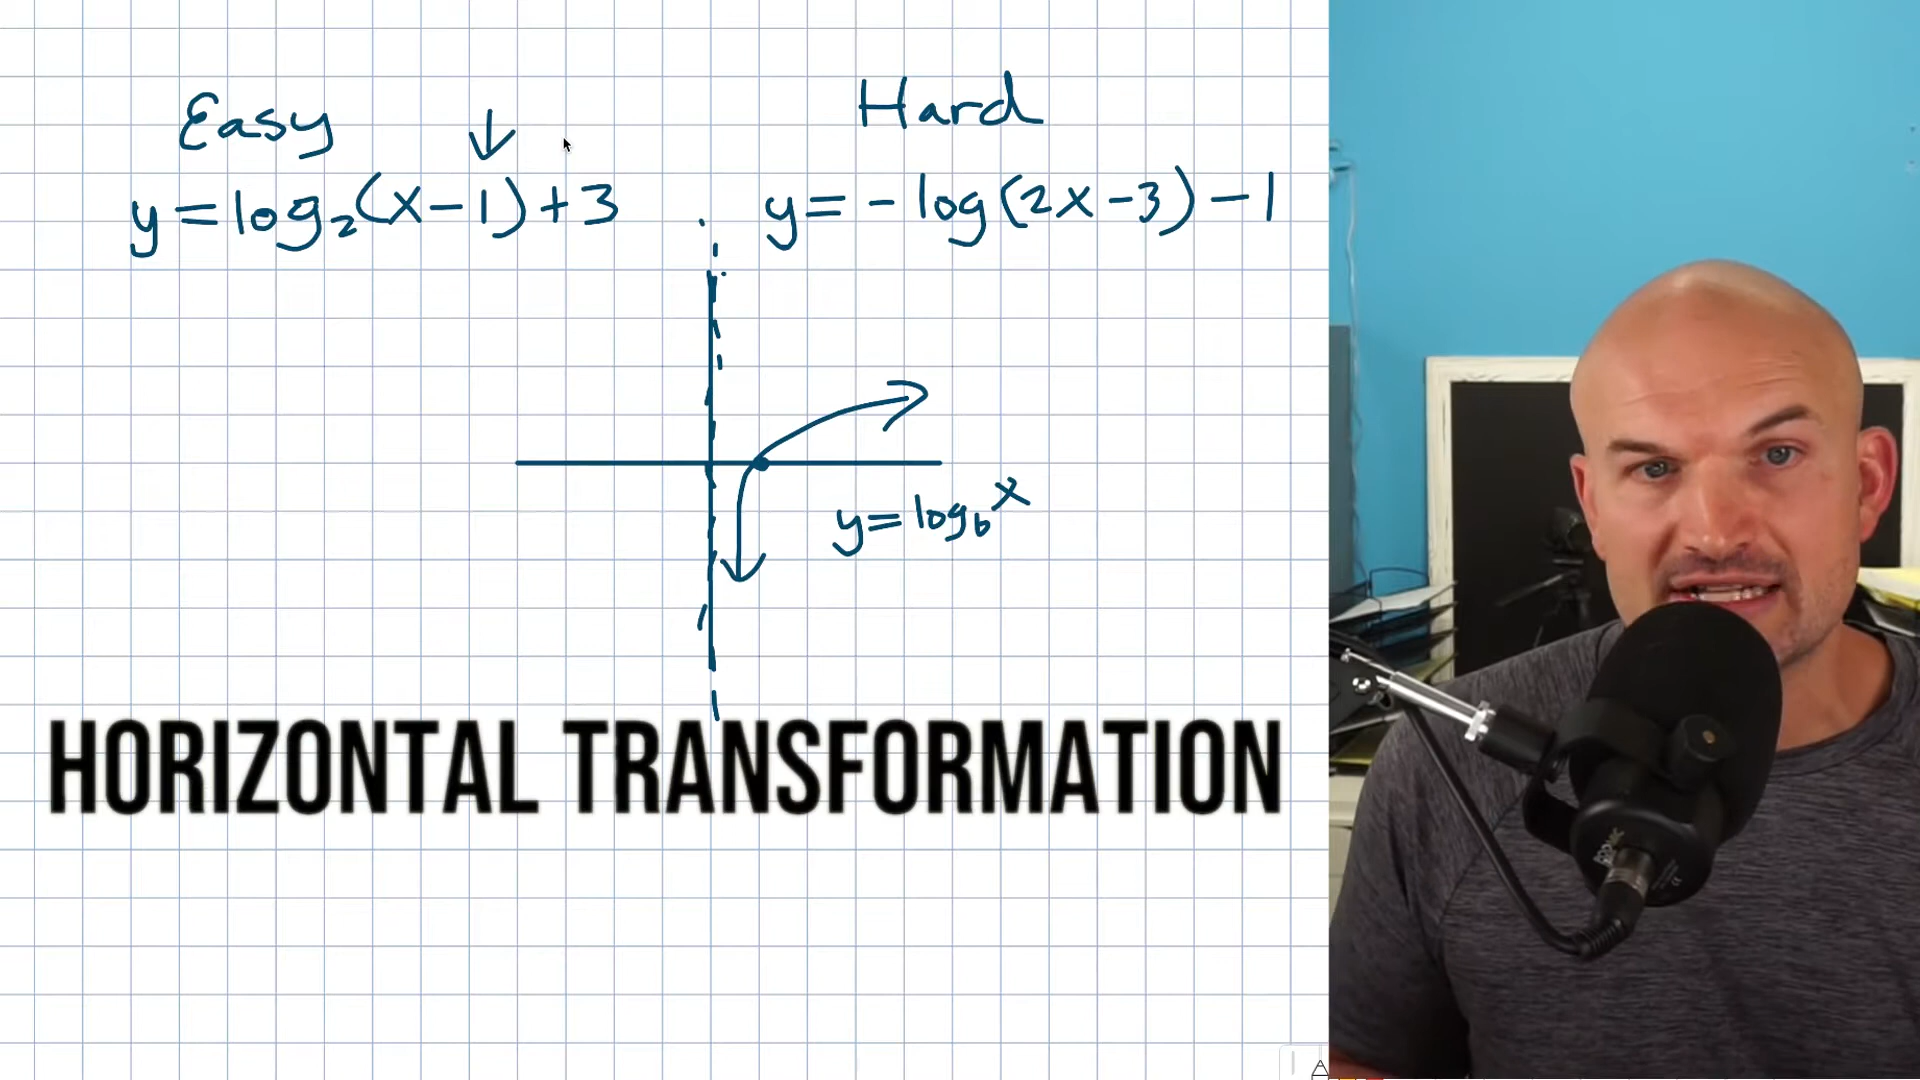 Easy
Hard
y=log₂(x-1)+3
y=-log(2x-3)-1
y=log_b x
HORIZONTAL TRANSFORMATION